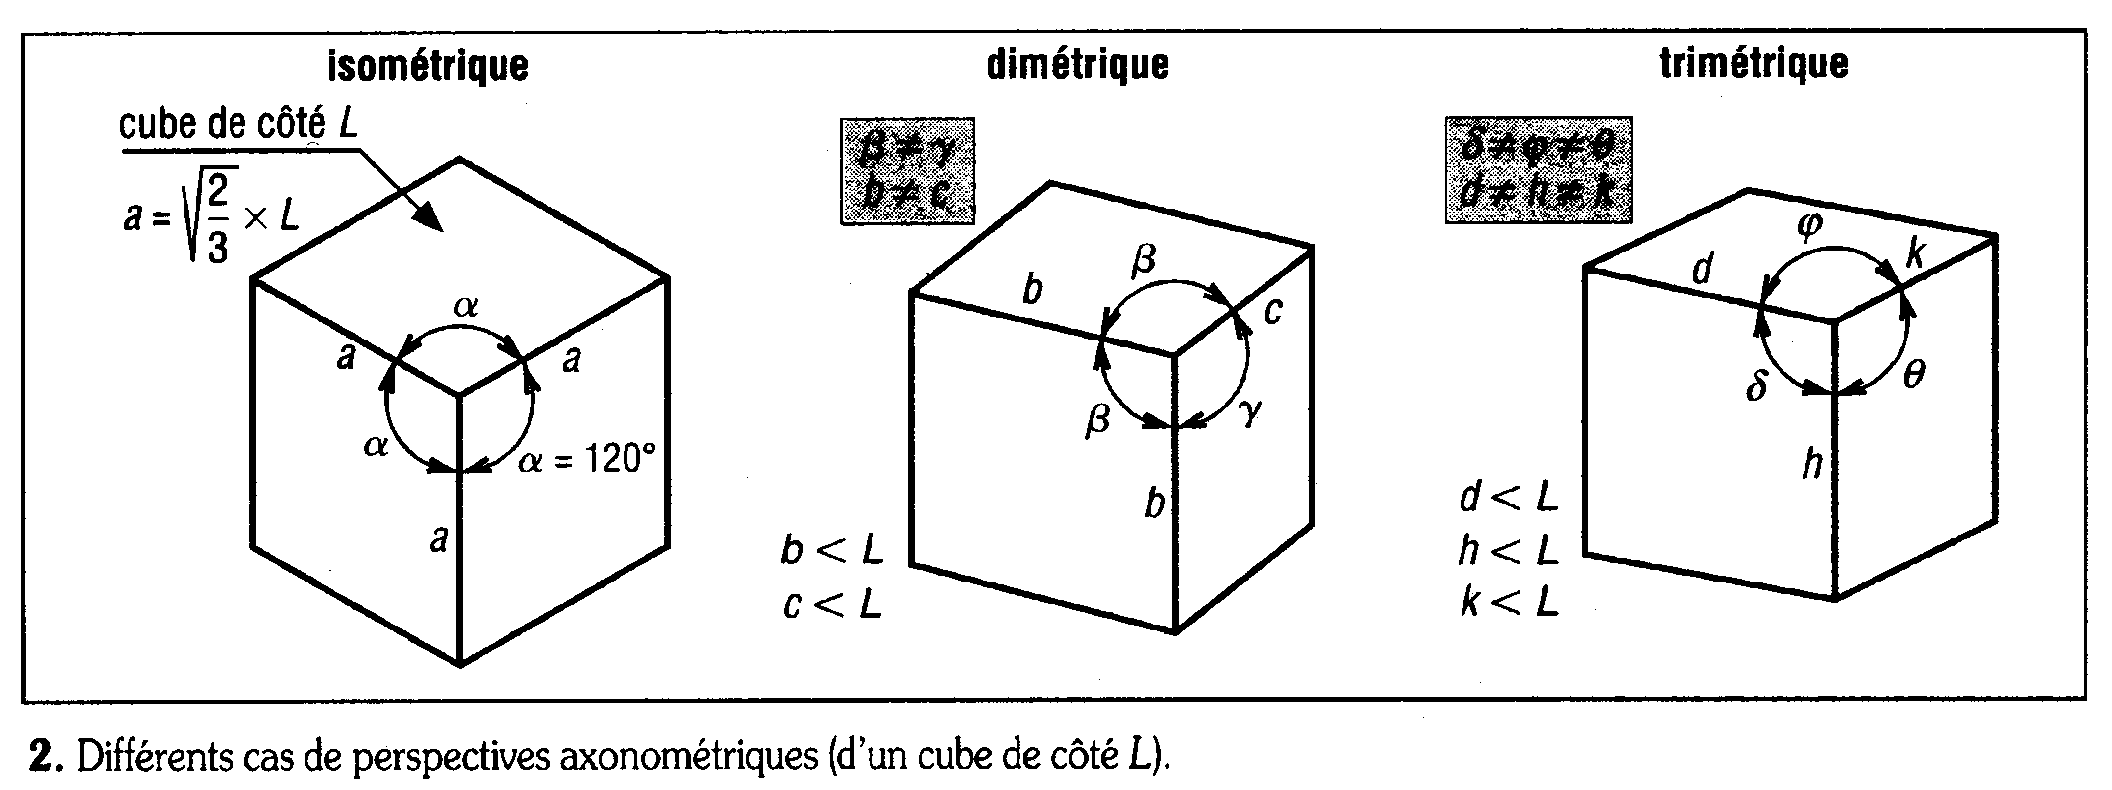 isométrique
cube de côté L
a = √2/3 × L
α
a
a
α
α = 120°
a
dimétrique
β ≠ γ
b ≠ c
β
b
c
β
γ
b
b < L
c < L
trimétrique
δ ≠ φ ≠ θ
d ≠ h ≠ k
φ
k
d
δ
θ
h
d < L
h < L
k < L
2. Différents cas de perspectives axonométriques (d'un cube de côté L).